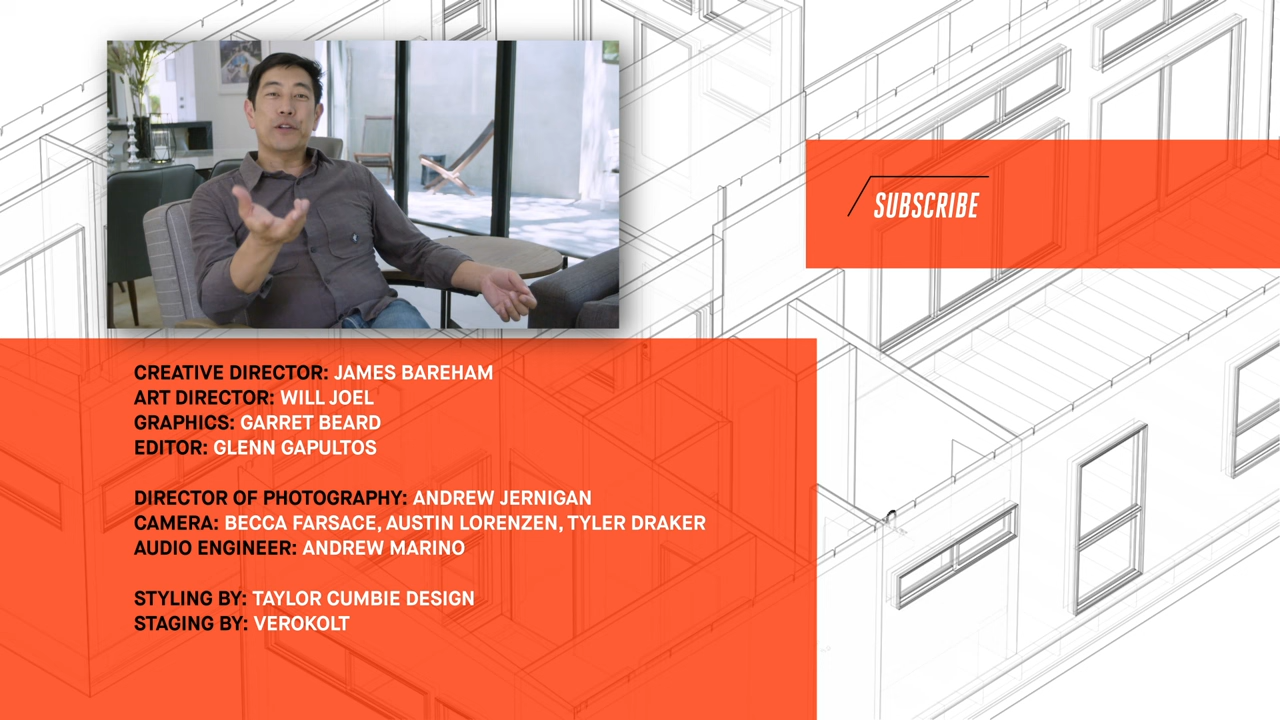 SUBSCRIBE
CREATIVE DIRECTOR: JAMES BAREHAM
ART DIRECTOR: WILL JOEL
GRAPHICS: GARRET BEARD
EDITOR: GLENN GAPULTOS
DIRECTOR OF PHOTOGRAPHY: ANDREW JERNIGAN
CAMERA: BECCA FARSACE, AUSTIN LORENZEN, TYLER DRAKER
AUDIO ENGINEER: ANDREW MARINO
STYLING BY: TAYLOR CUMBIE DESIGN
STAGING BY: VEROKOLT